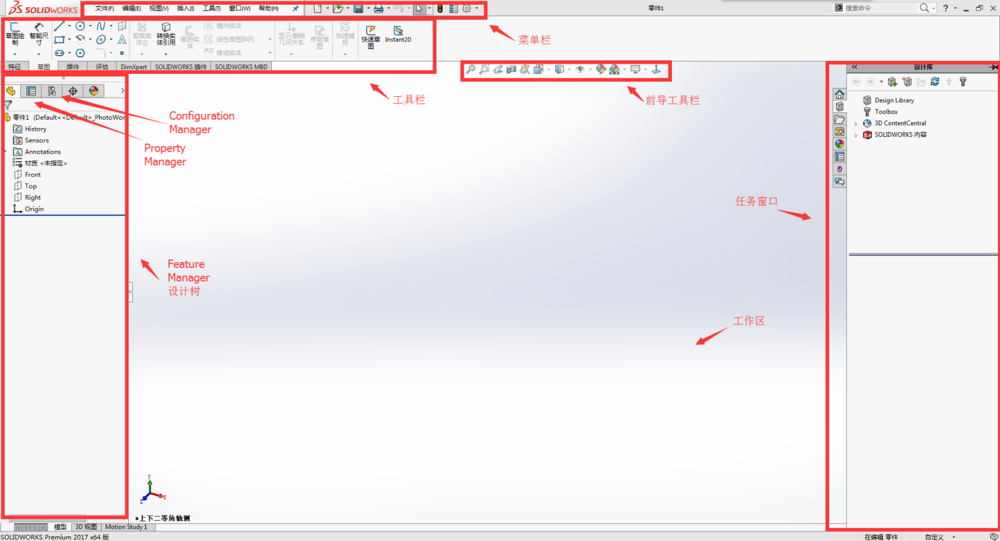 SOLIDWORKS
文件(F) 编辑(E) 视图(V) 插入(I) 工具(T) 窗口(W) 帮助(H)
零件1
搜索命令
?
菜单栏
草图绘制
智能尺寸
剪裁实体(T)
转换实体引用
等距实体
镜向实体
线性草图阵列
移动实体
显示/删除几何关系
修复草图
快速捕捉
快速草图
Instant2D
特征 草图 焊件 评估 DimXpert SOLIDWORKS 插件 SOLIDWORKS MBD
工具栏
前导工具栏
设计库
Design Library
Toolbox
3D ContentCentral
SOLIDWORKS 内容
零件1 (Default<<Default>_PhotoWor
History
Sensors
Annotations
材质 <未指定>
Front
Top
Right
Origin
Configuration
Manager
Property
Manager
Feature
Manager
设计树
任务窗口
工作区
Y
X
Z
*上下二等角轴测
模型 3D 视图 Motion Study 1
SOLIDWORKS Premium 2017 x64 版
在编辑 零件
自定义